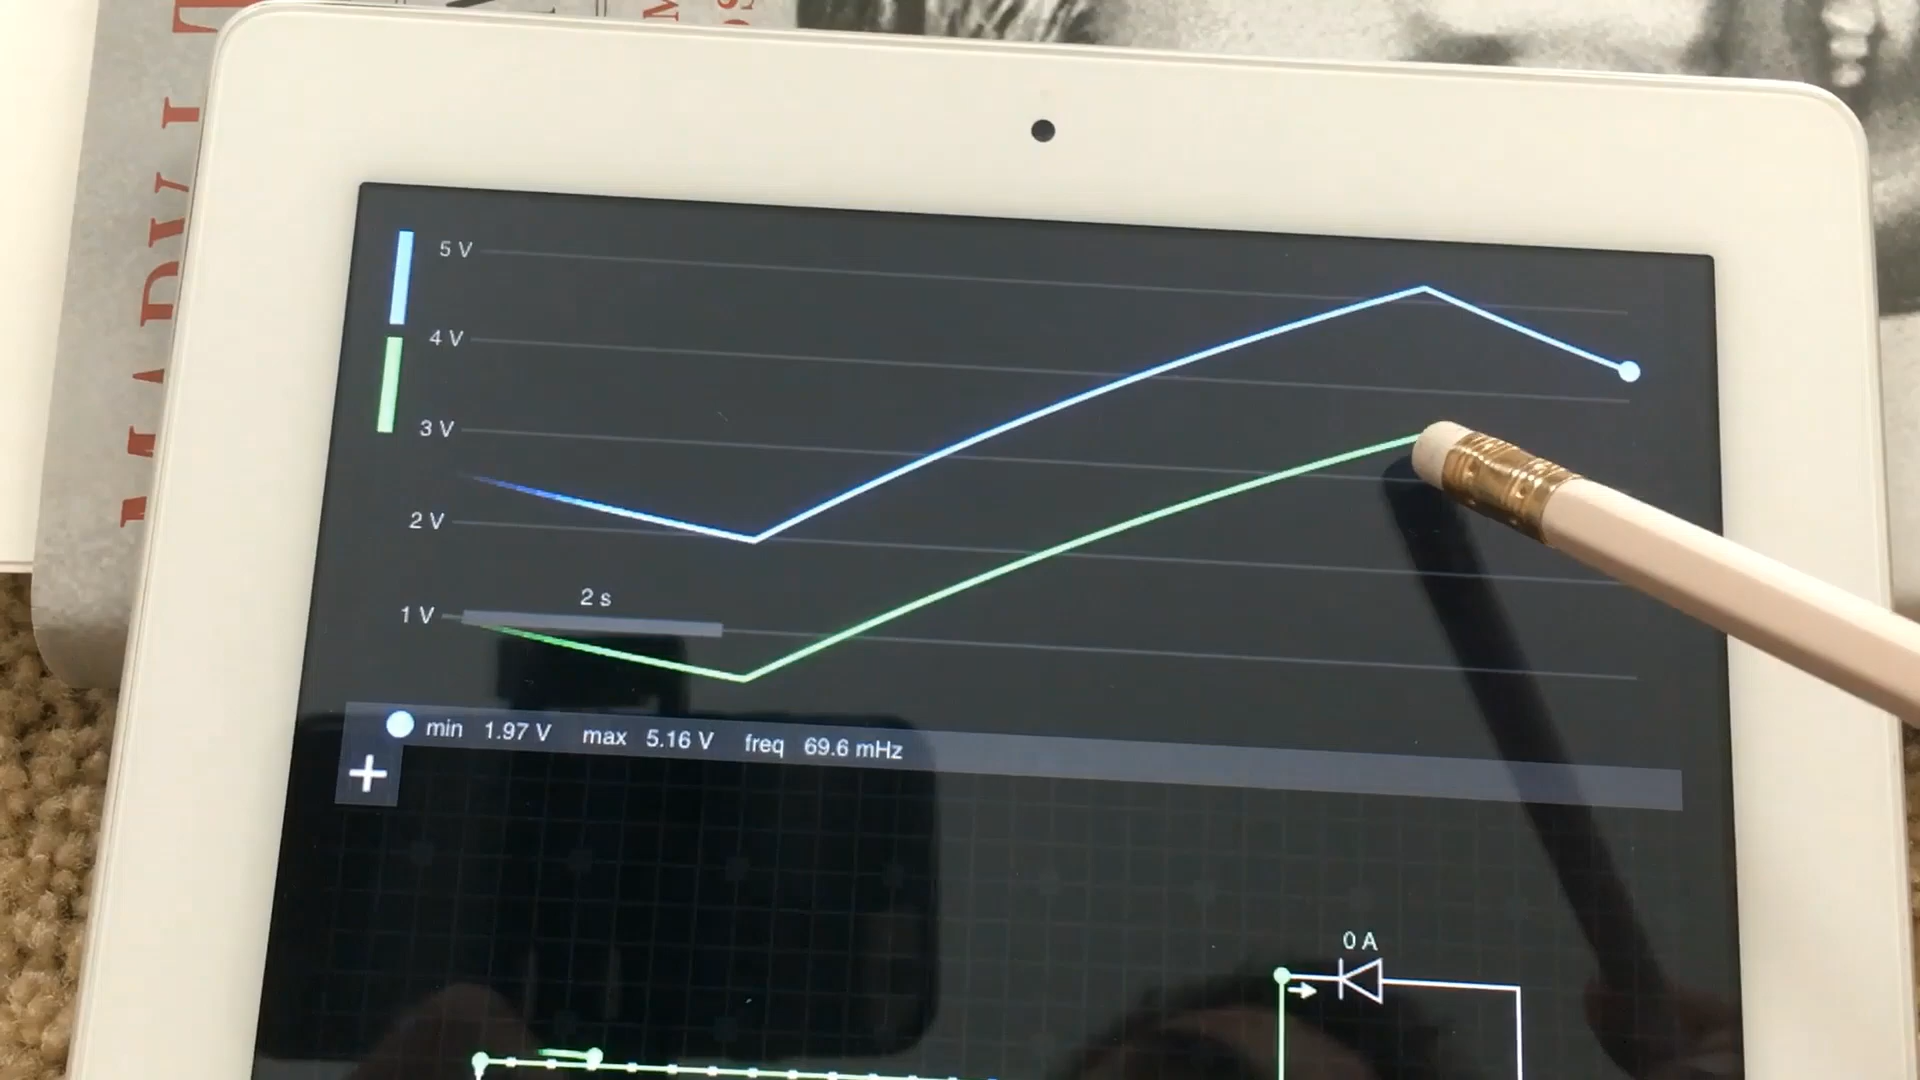 5 V
4 V
3 V
2 V
1 V
2 s
min 1.97 V max 5.16 V freq 69.6 mHz
+
0 A